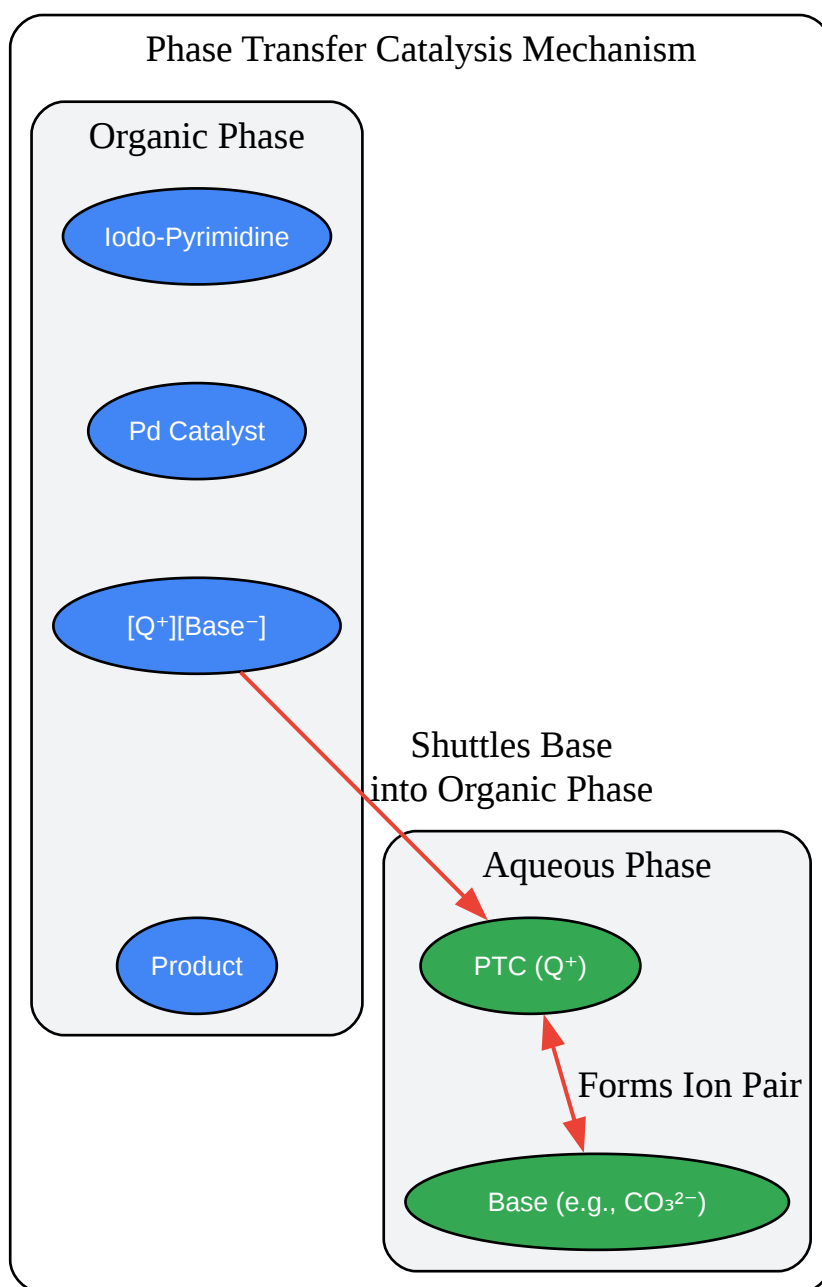 Phase Transfer Catalysis Mechanism
Organic Phase
Iodo-Pyrimidine
Pd Catalyst
[Q⁺][Base⁻]
Shuttles Base
into Organic Phase
Aqueous Phase
Product
PTC (Q⁺)
Forms Ion Pair
Base (e.g., CO₃²⁻)